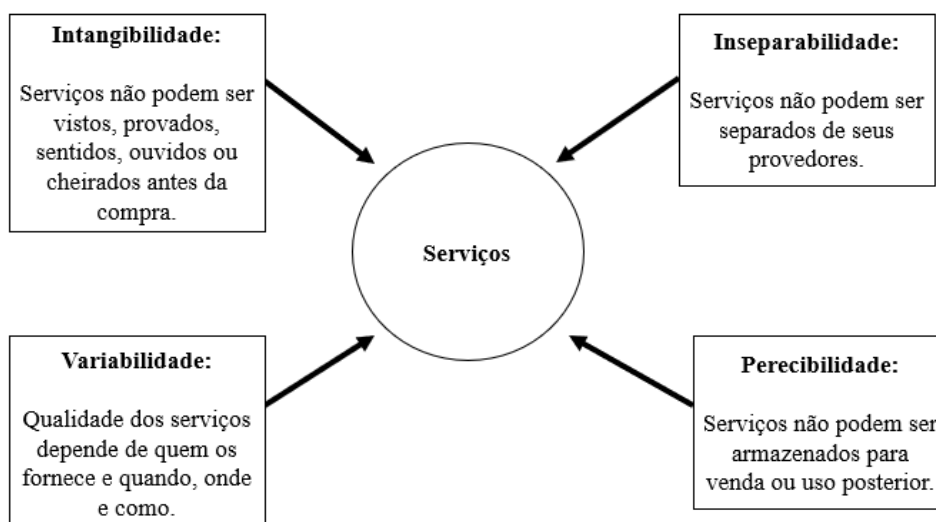 Intangibilidade:
Serviços não podem ser
vistos, provados,
sentidos, ouvidos ou
cheirados antes da
compra.
Inseparabilidade:
Serviços não podem ser
separados de seus
provedores.
Serviços
Variabilidade:
Qualidade dos serviços
depende de quem os
fornece e quando, onde
e como.
Perecibilidade:
Serviços não podem ser
armazenados para
venda ou uso posterior.